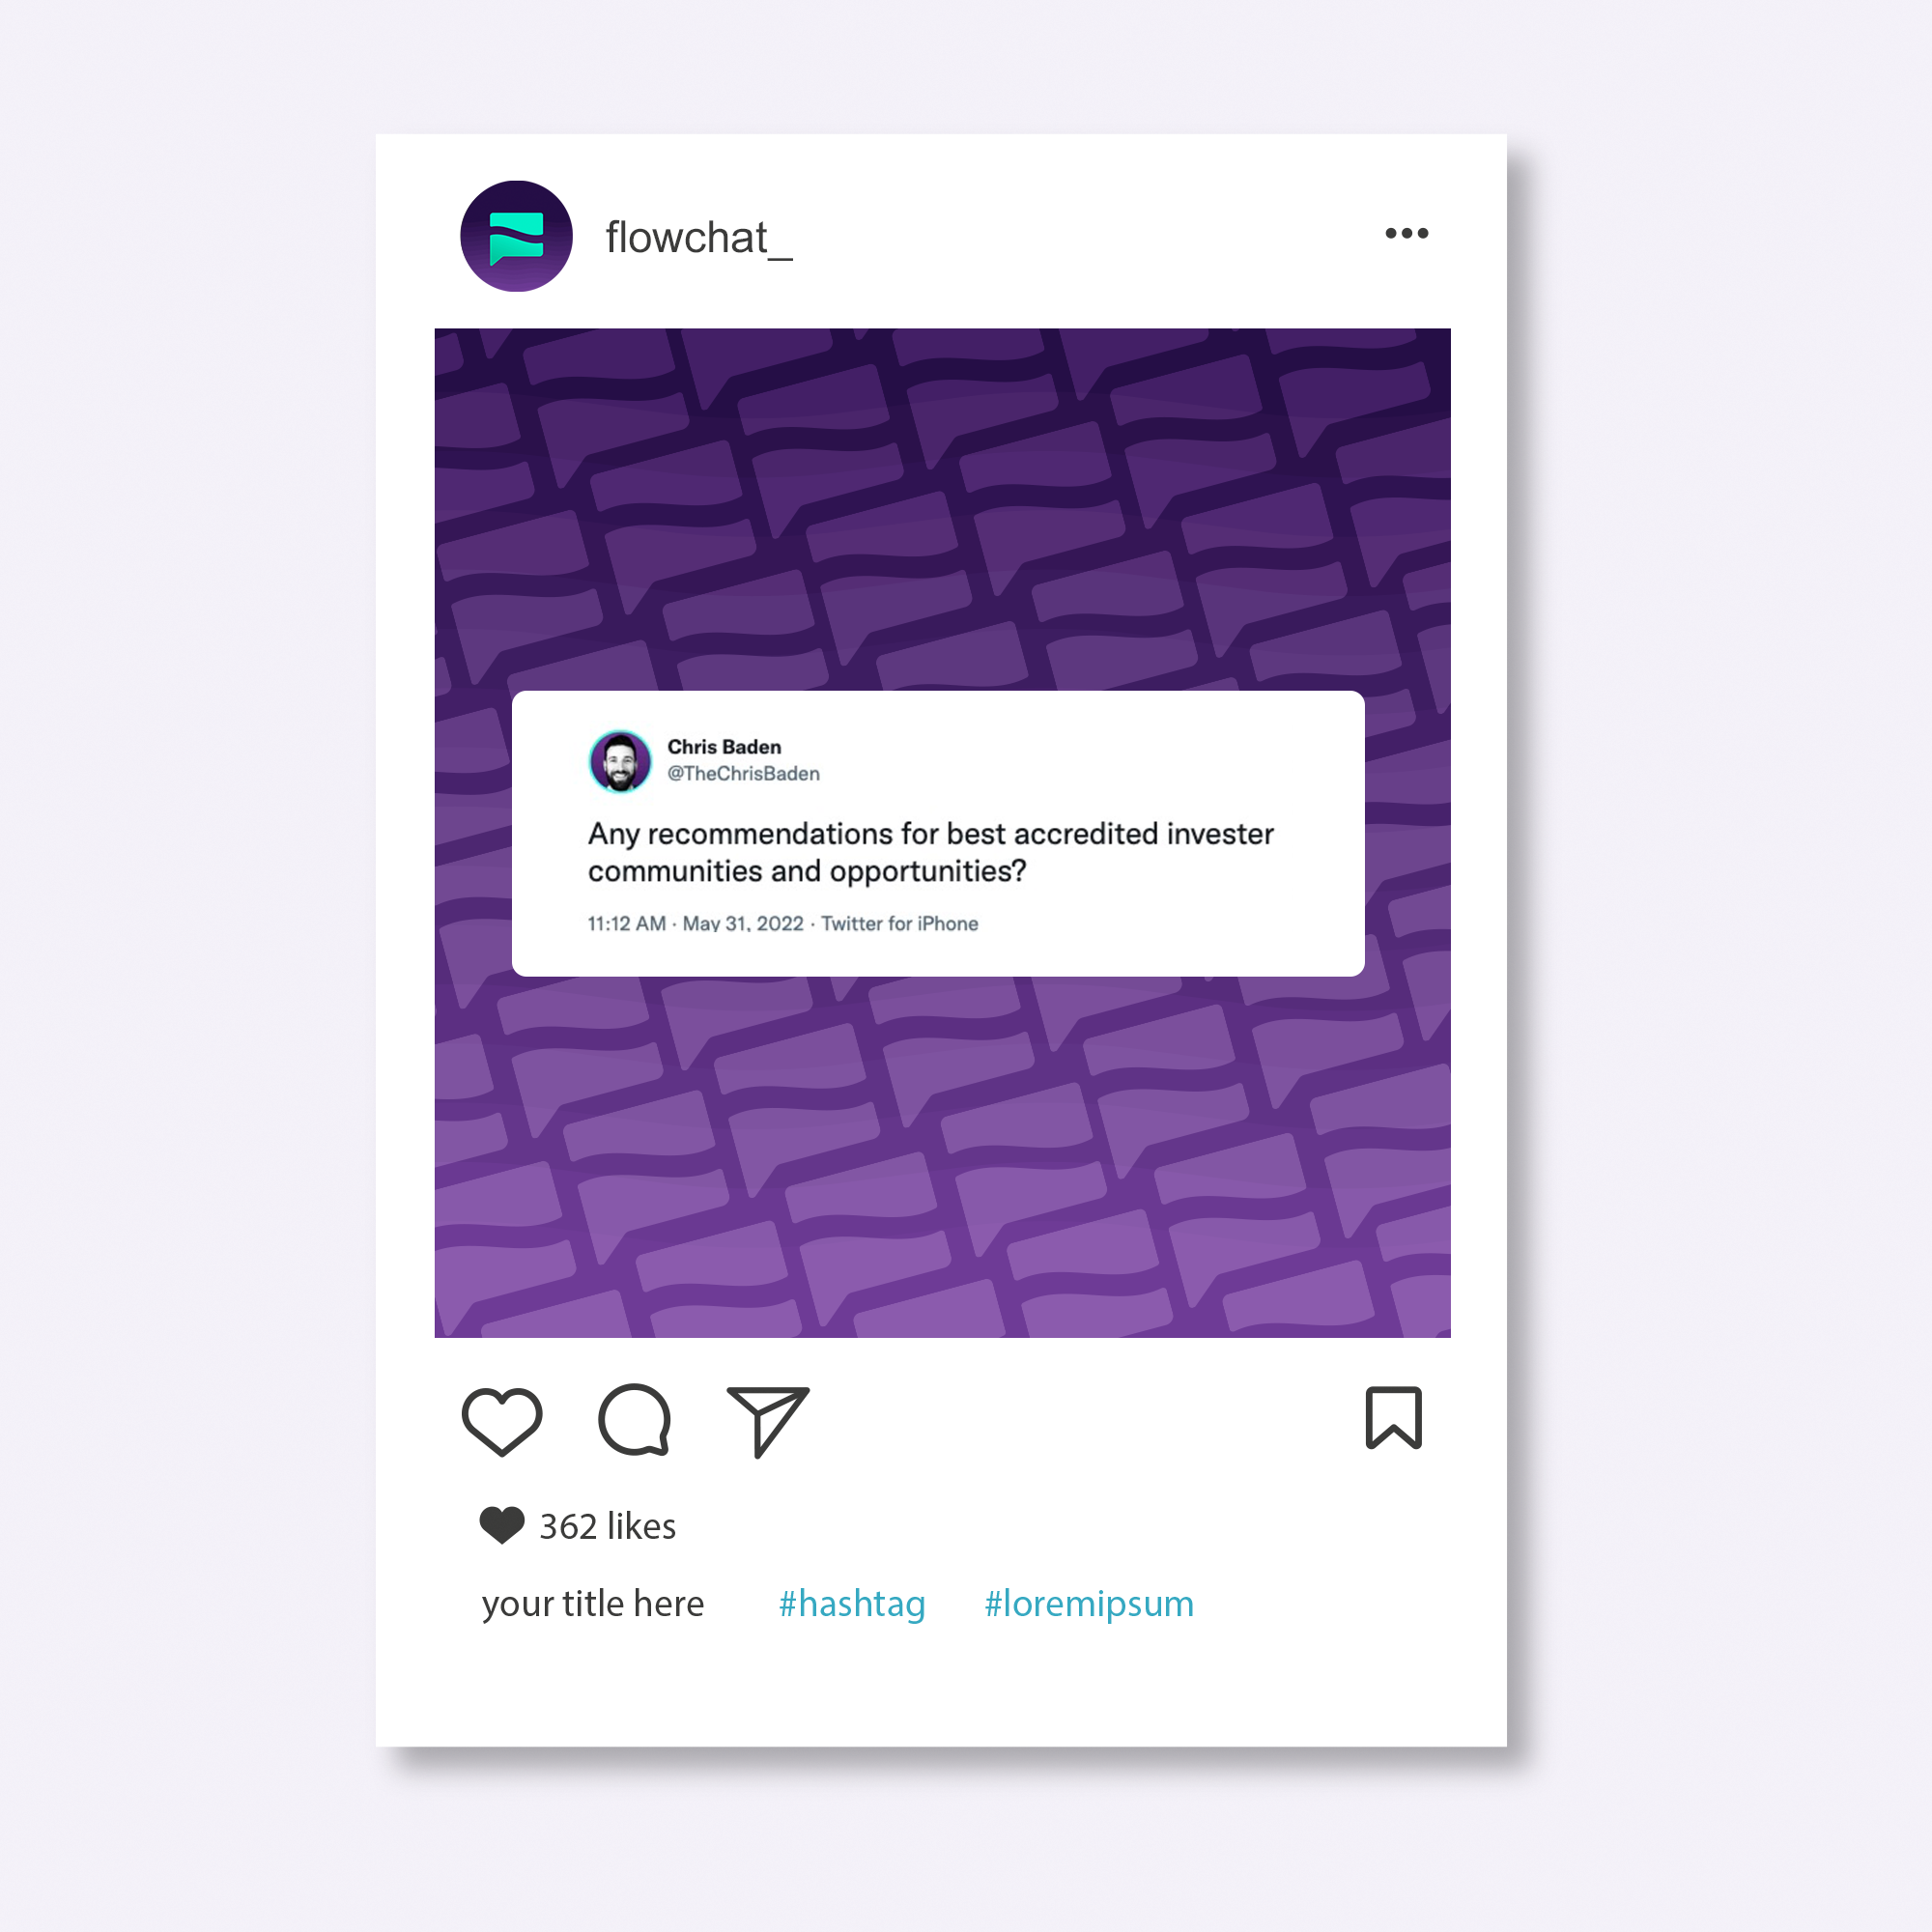 flowchat_
Chris Baden
@TheChrisBaden
Any recommendations for best accredited invester
communities and opportunities?
11:12 AM · May 31, 2022 · Twitter for iPhone
362 likes
your title here #hashtag #loremipsum